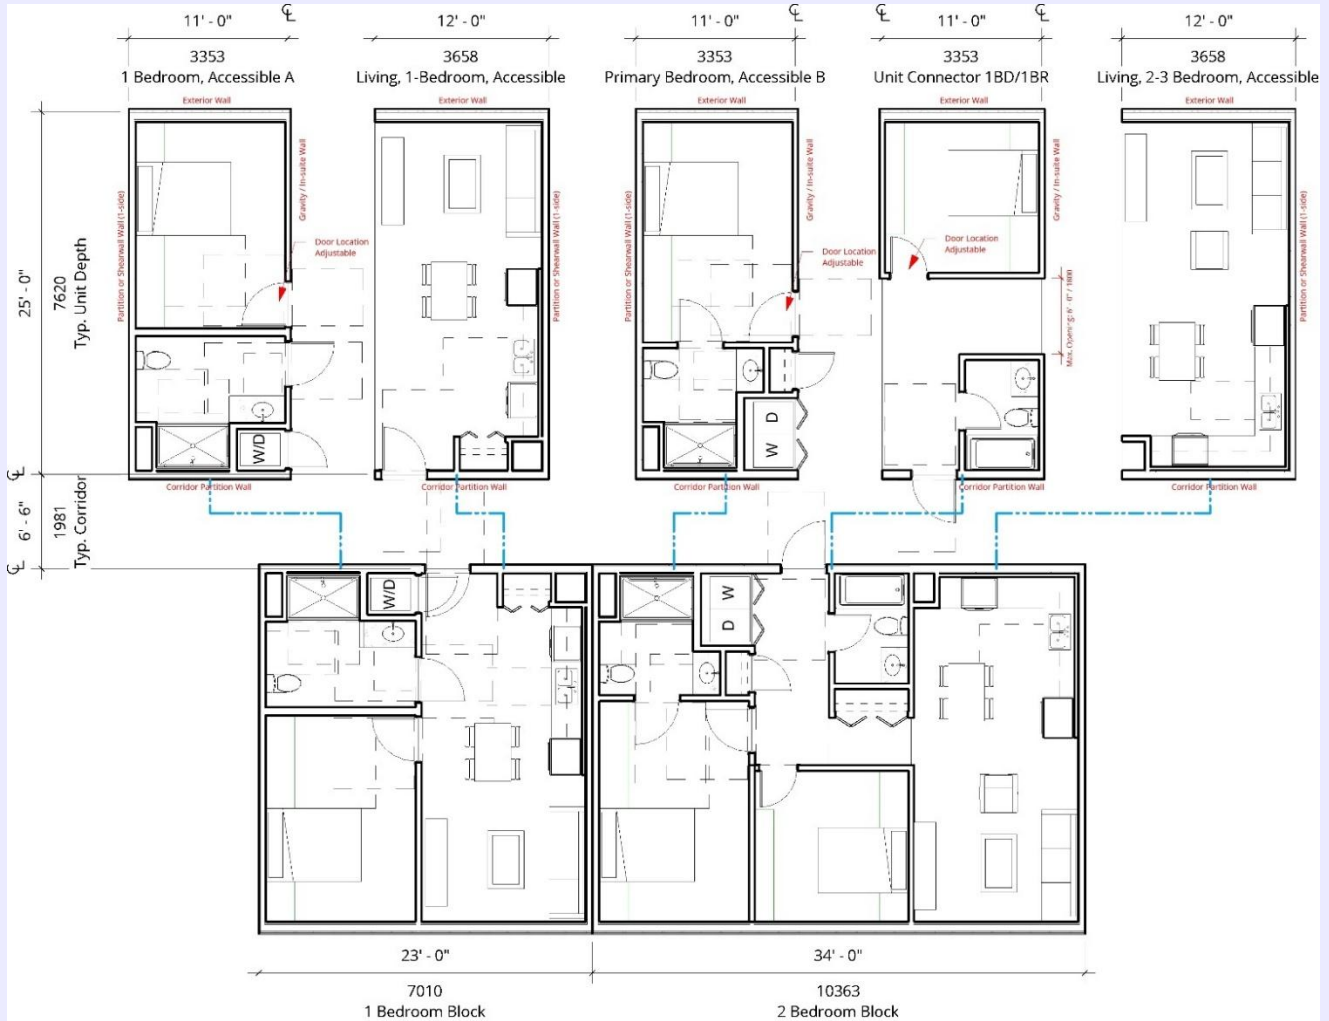 11' - 0"
℄
12' - 0"
11' - 0"
℄
℄
11' - 0"
℄
12' - 0"
3353
3658
3353
3353
3658
1 Bedroom, Accessible A
Living, 1-Bedroom, Accessible
Primary Bedroom, Accessible B
Unit Connector 1BD/1BR
Living, 2-3 Bedroom, Accessible
Exterior Wall
Exterior Wall
Exterior Wall
Exterior Wall
Exterior Wall
25' - 0"
7620
Typ. Unit Depth
Partition or Shearwall Wall (1-side)
Gravity / In-suite Wall
Door Location
Adjustable
Partition or Shearwall Wall (1-side)
Partition or Shearwall Wall (1-side)
Gravity / In-suite Wall
Door Location
Adjustable
Door Location
Adjustable
Gravity / In-suite Wall
Max. Opening: 6' - 0" / 1800
Partition or Shearwall Wall (1-side)
W/D
W D
℄
Corridor Partition Wall
Corridor Partition Wall
Corridor Partition Wall
Corridor Partition Wall
Corridor Partition Wall
6' - 6"
1981
Typ. Corridor
℄
W/D
D W
23' - 0"
34' - 0"
7010
10363
1 Bedroom Block
2 Bedroom Block